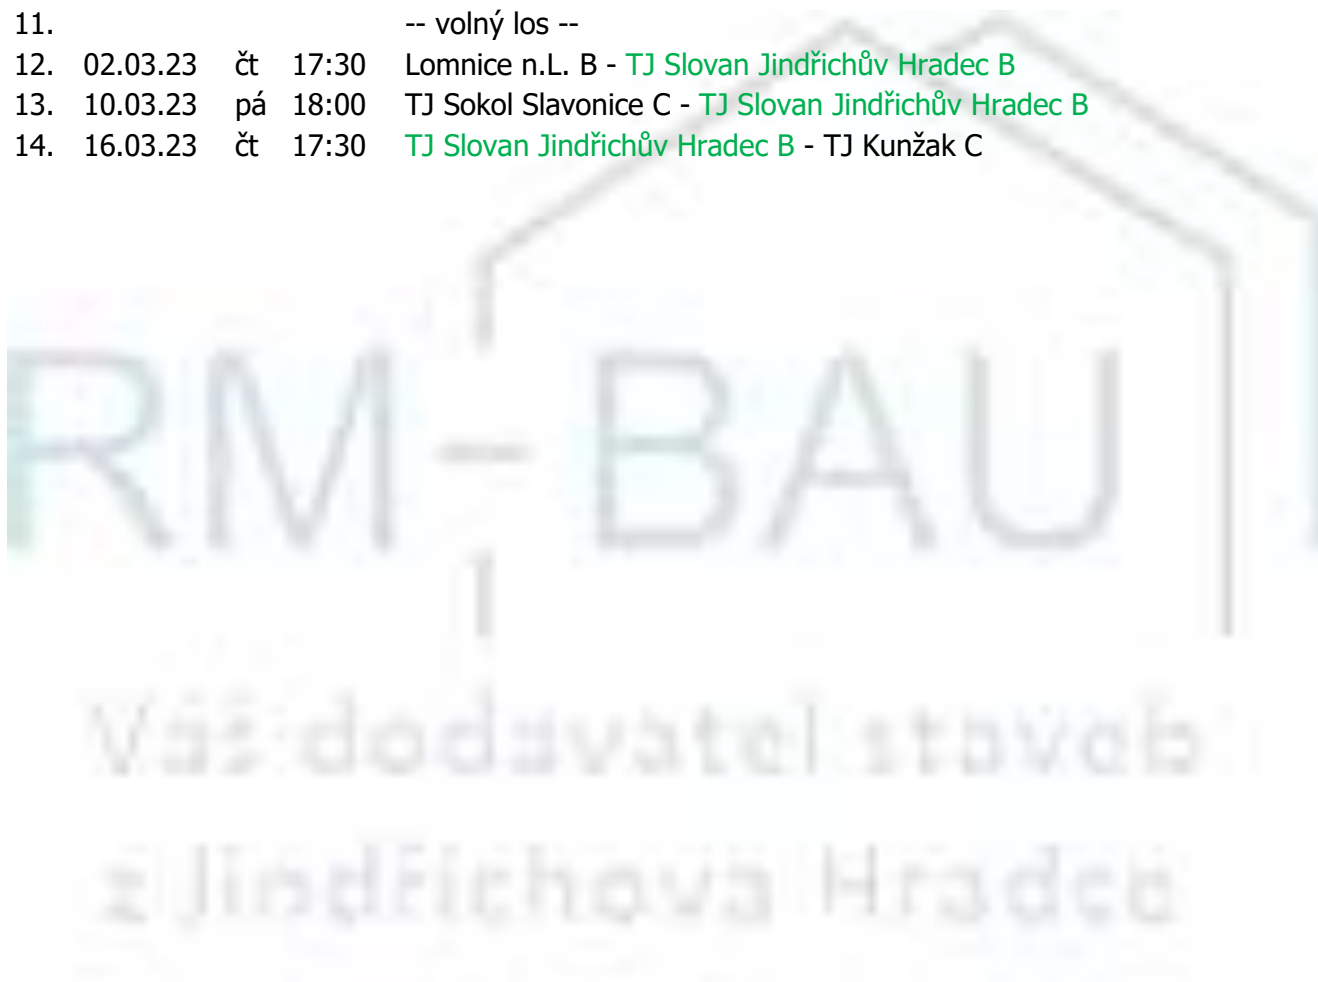 11. -- volný los --
12. 02.03.23 čt 17:30 Lomnice n.L. B - TJ Slovan Jindřichův Hradec B
13. 10.03.23 pá 18:00 TJ Sokol Slavonice C - TJ Slovan Jindřichův Hradec B
14. 16.03.23 čt 17:30 TJ Slovan Jindřichův Hradec B - TJ Kunžak C
RM-BAU
Váš dodavatel staveb
z Jindřichova Hradce